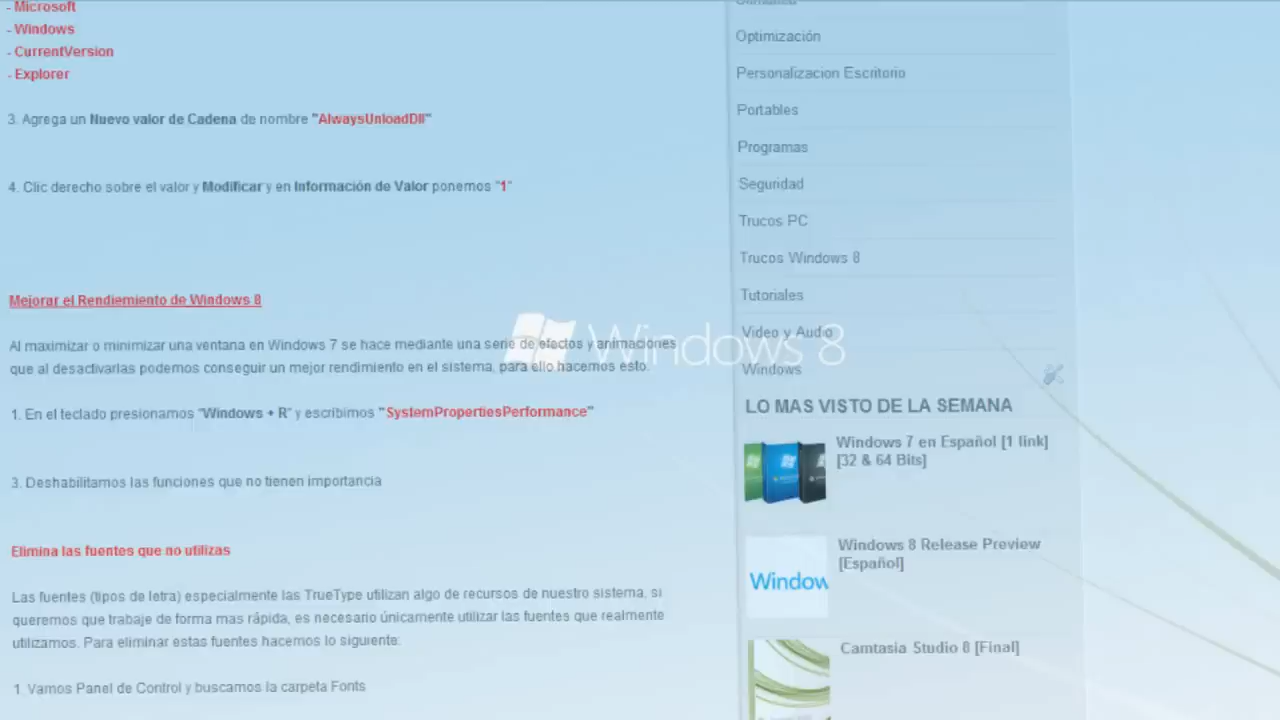 - Microsoft
- Windows
- CurrentVersion
- Explorer
3. Agrega un Nuevo valor de Cadena de nombre "AlwaysUnloadDll"
4. Clic derecho sobre el valor y Modificar y en Información de Valor ponemos "1"
Mejorar el Rendiemiento de Windows 8
Al maximizar o minimizar una ventana en Windows 7 se hace mediante una serie de efectos y animaciones
que al desactivarlas podemos conseguir un mejor rendimiento en el sistema, para ello hacemos esto:
1. En el teclado presionamos "Windows + R" y escribimos "SystemPropertiesPerformance"
3. Deshabilitamos las funciones que no tienen importancia
Elimina las fuentes que no utilizas
Las fuentes (tipos de letra) especialmente las TrueType utilizan algo de recursos de nuestro sistema, si
queremos que trabaje de forma mas rápida, es necesario únicamente utilizar las fuentes que realmente
utilizamos. Para eliminar estas fuentes hacemos lo siguiente:
1. Vamos Panel de Control y buscamos la carpeta Fonts
Windows 8
Optimización
Personalizacion Escritorio
Portables
Programas
Seguridad
Trucos PC
Trucos Windows 8
Tutoriales
Video y Audio
Windows
LO MAS VISTO DE LA SEMANA
Windows 7 en Español [1 link]
[32 & 64 Bits]
Window
Windows 8 Release Preview
[Español]
Camtasia Studio 8 [Final]